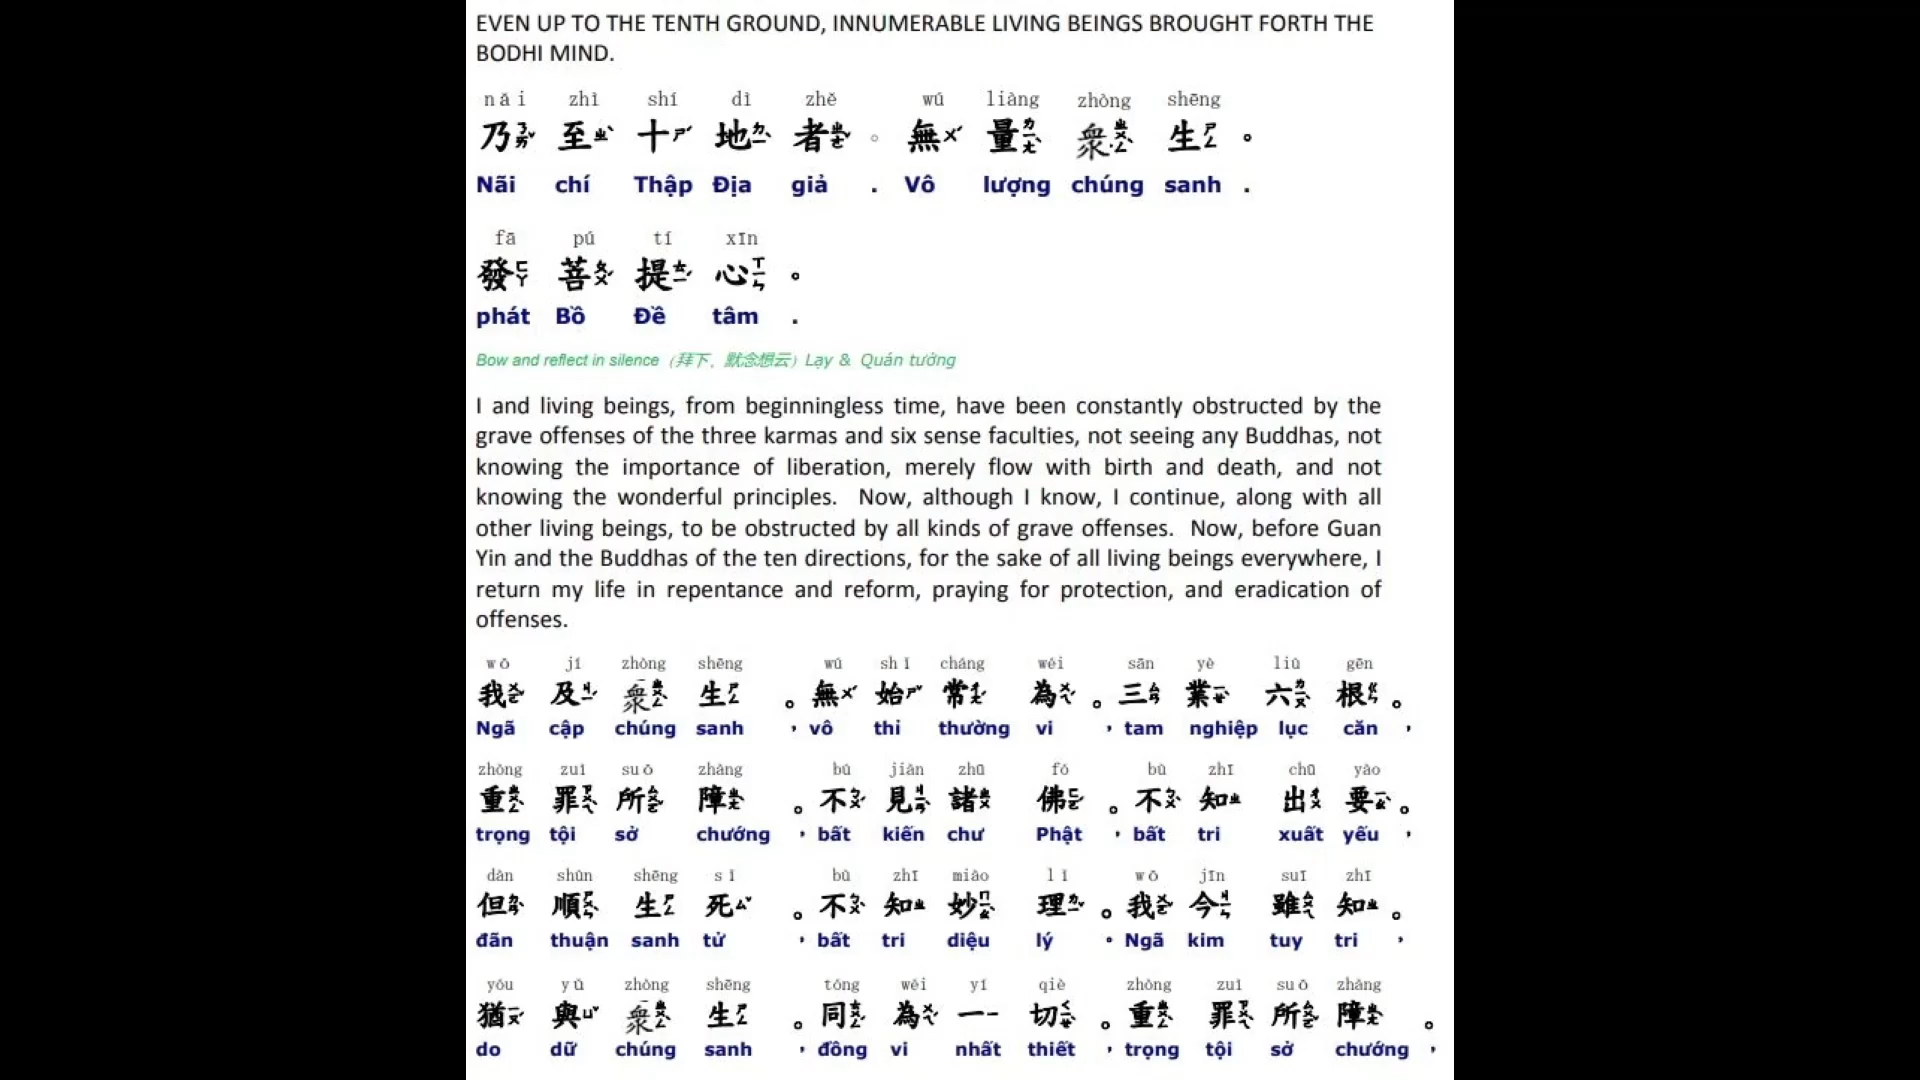 EVEN UP TO THE TENTH GROUND, INNUMERABLE LIVING BEINGS BROUGHT FORTH THE
BODHI MIND.
nǎi zhì shí dì zhě wú liàng zhòng shēng
乃 至 十 地 者 。 無 量 衆 生 。
Nãi chí Thập Địa giả . Vô lượng chúng sanh .
fā pú tí xīn
發 菩 提 心 。
phát Bồ Đề tâm .
Bow and reflect in silence（拜下，默念想云）Lạy & Quán tưởng
I and living beings, from beginningless time, have been constantly obstructed by the
grave offenses of the three karmas and six sense faculties, not seeing any Buddhas, not
knowing the importance of liberation, merely flow with birth and death, and not
knowing the wonderful principles. Now, although I know, I continue, along with all
other living beings, to be obstructed by all kinds of grave offenses. Now, before Guan
Yin and the Buddhas of the ten directions, for the sake of all living beings everywhere, I
return my life in repentance and reform, praying for protection, and eradication of
offenses.
wǒ jí zhòng shēng wú shǐ cháng wéi sān yè liù gēn
我 及 衆 生 。 無 始 常 為 。 三 業 六 根 。
Ngã cập chúng sanh , vô thỉ thường vi , tam nghiệp lục căn ,
zhòng zuì suǒ zhàng bú jiàn zhū fó bù zhī chū yào
重 罪 所 障 。 不 見 諸 佛 。 不 知 出 要 。
trọng tội sở chướng , bất kiến chư Phật , bất tri xuất yếu ,
dàn shùn shēng sǐ bù zhī miào lǐ wǒ jīn suī zhī
但 順 生 死 。 不 知 妙 理 。 我 今 雖 知 。
đãn thuận sanh tử , bất tri diệu lý . Ngã kim tuy tri ,
yóu yǔ zhòng shēng tóng wéi yí qiè zhòng zuì suǒ zhàng
猶 與 衆 生 。 同 為 一 切 。 重 罪 所 障 。
do dữ chúng sanh , đồng vi nhất thiết , trọng tội sở chướng ,